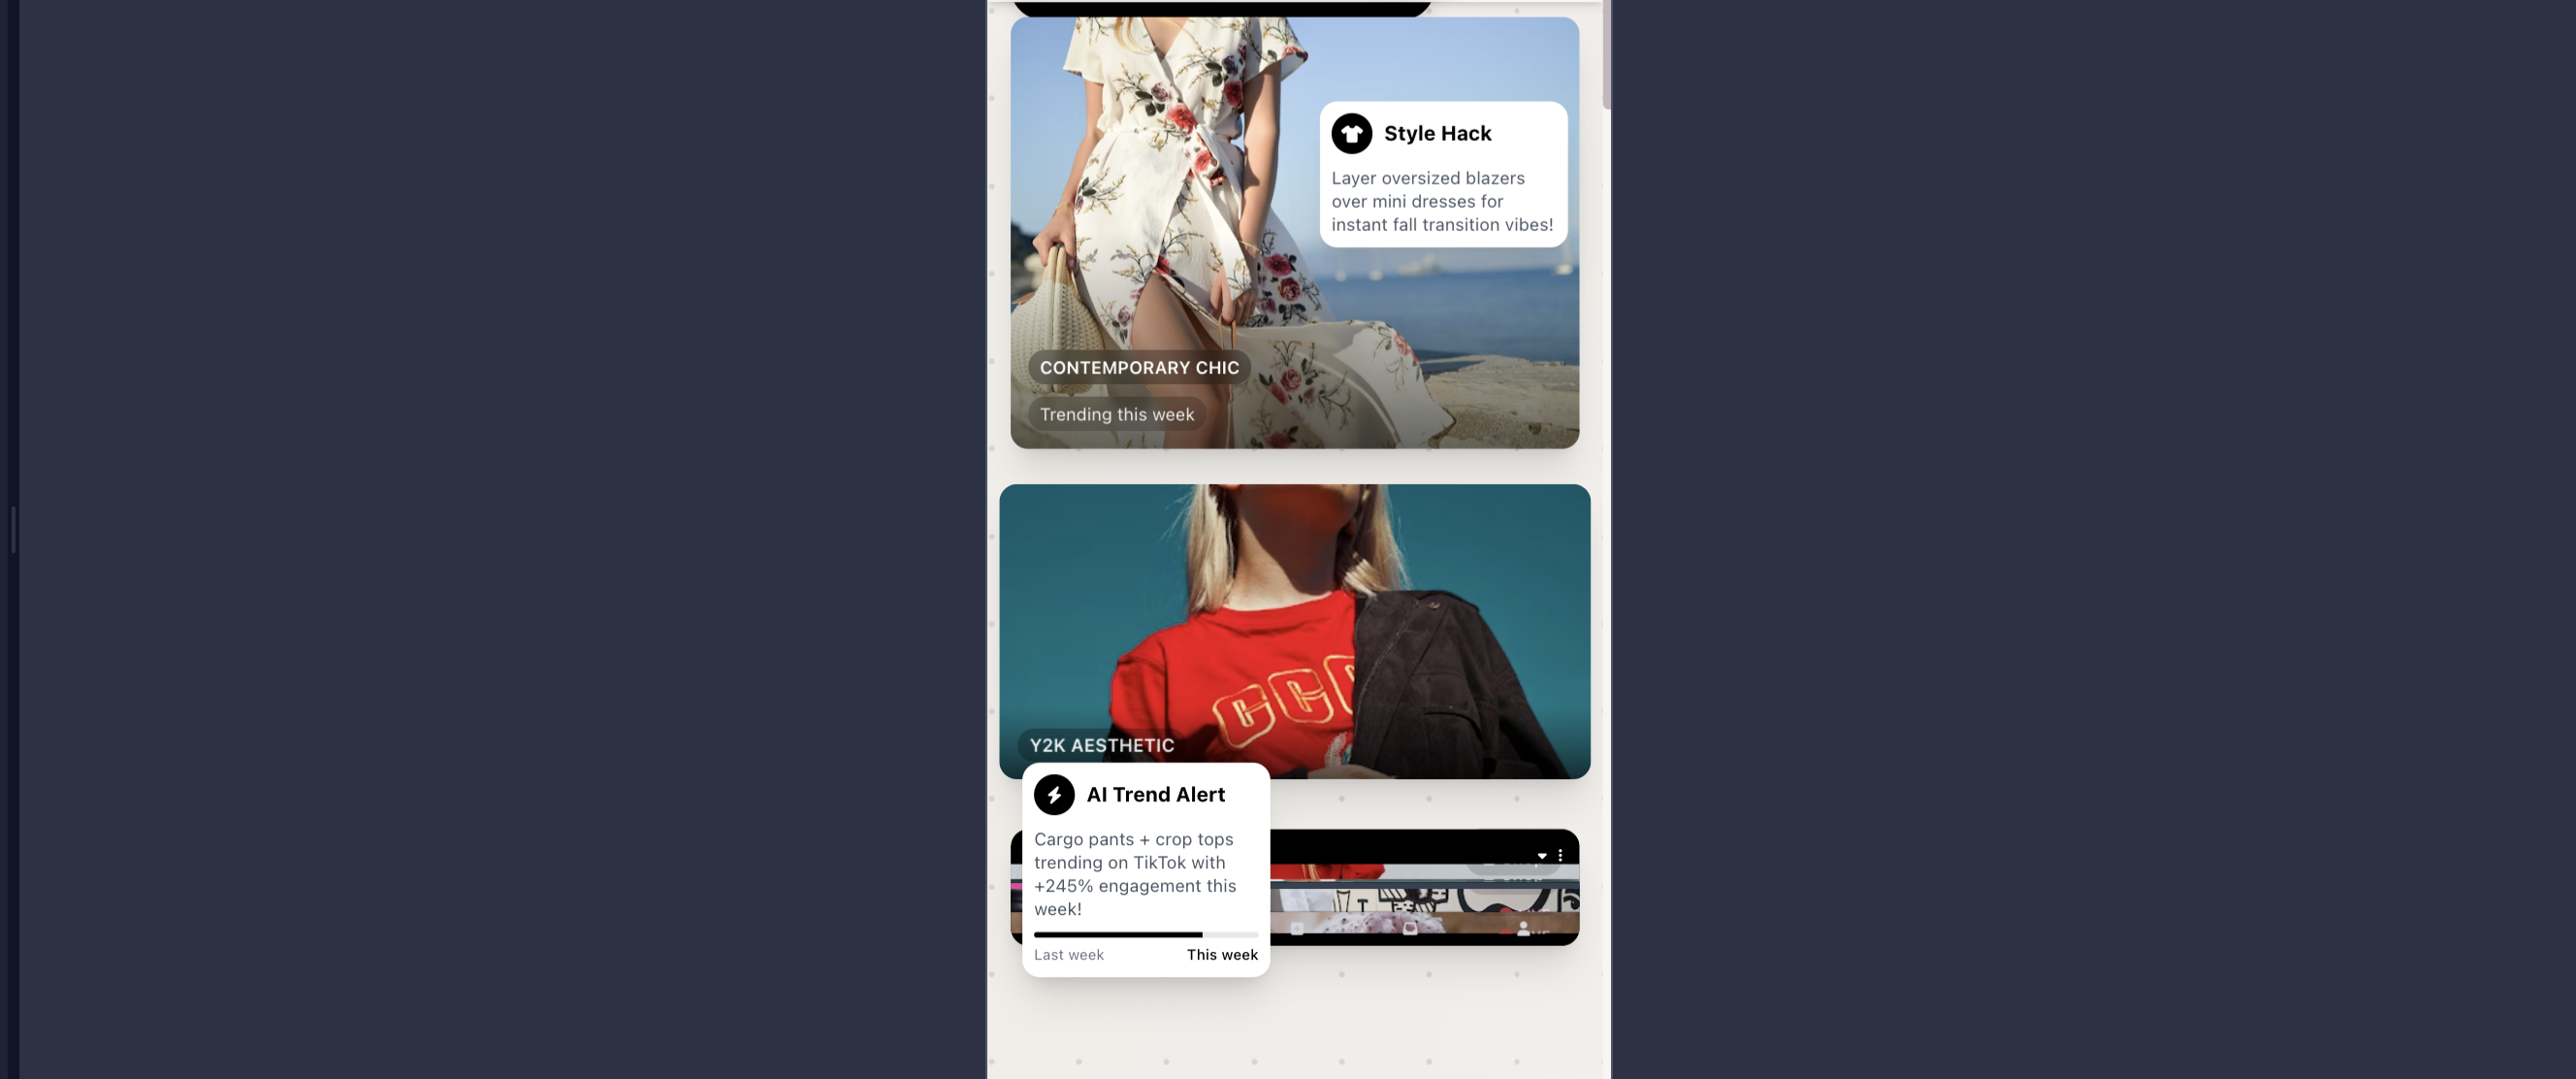 Style Hack
Layer oversized blazers
over mini dresses for
instant fall transition vibes!
CONTEMPORARY CHIC
Trending this week
Y2K AESTHETIC
AI Trend Alert
Cargo pants + crop tops
trending on TikTok with
+245% engagement this
week!
Last week
This week